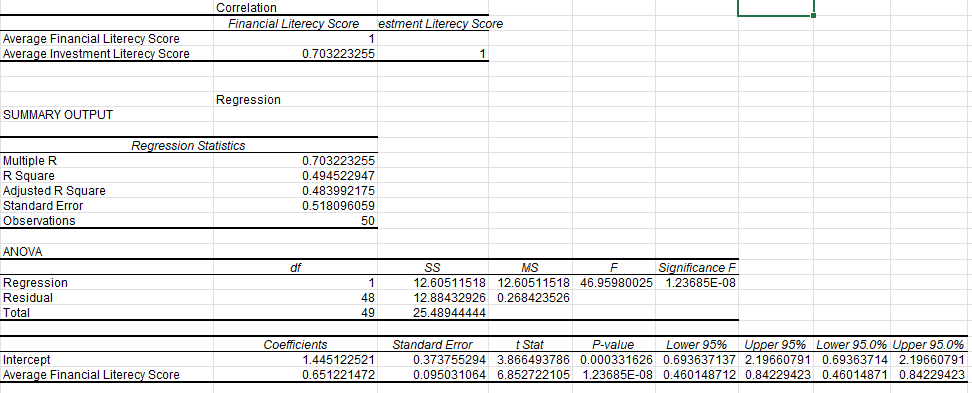 Correlation
Financial Literecy Score estment Literecy Score
Average Financial Literecy Score 1
Average Investment Literecy Score 0.703223255 1
Regression
SUMMARY OUTPUT
Regression Statistics
Multiple R 0.703223255
R Square 0.494522947
Adjusted R Square 0.483992175
Standard Error 0.518096059
Observations 50
ANOVA
df SS MS F Significance F
Regression 1 12.60511518 12.60511518 46.95980025 1.23685E-08
Residual 48 12.88432926 0.268423526
Total 49 25.48944444
Coefficients Standard Error t Stat P-value Lower 95% Upper 95% Lower 95.0% Upper 95.0%
Intercept 1.445122521 0.373755294 3.866493786 0.000331626 0.693637137 2.19660791 0.69363714 2.19660791
Average Financial Literecy Score 0.651221472 0.095031064 6.852722105 1.23685E-08 0.460148712 0.84229423 0.46014871 0.84229423